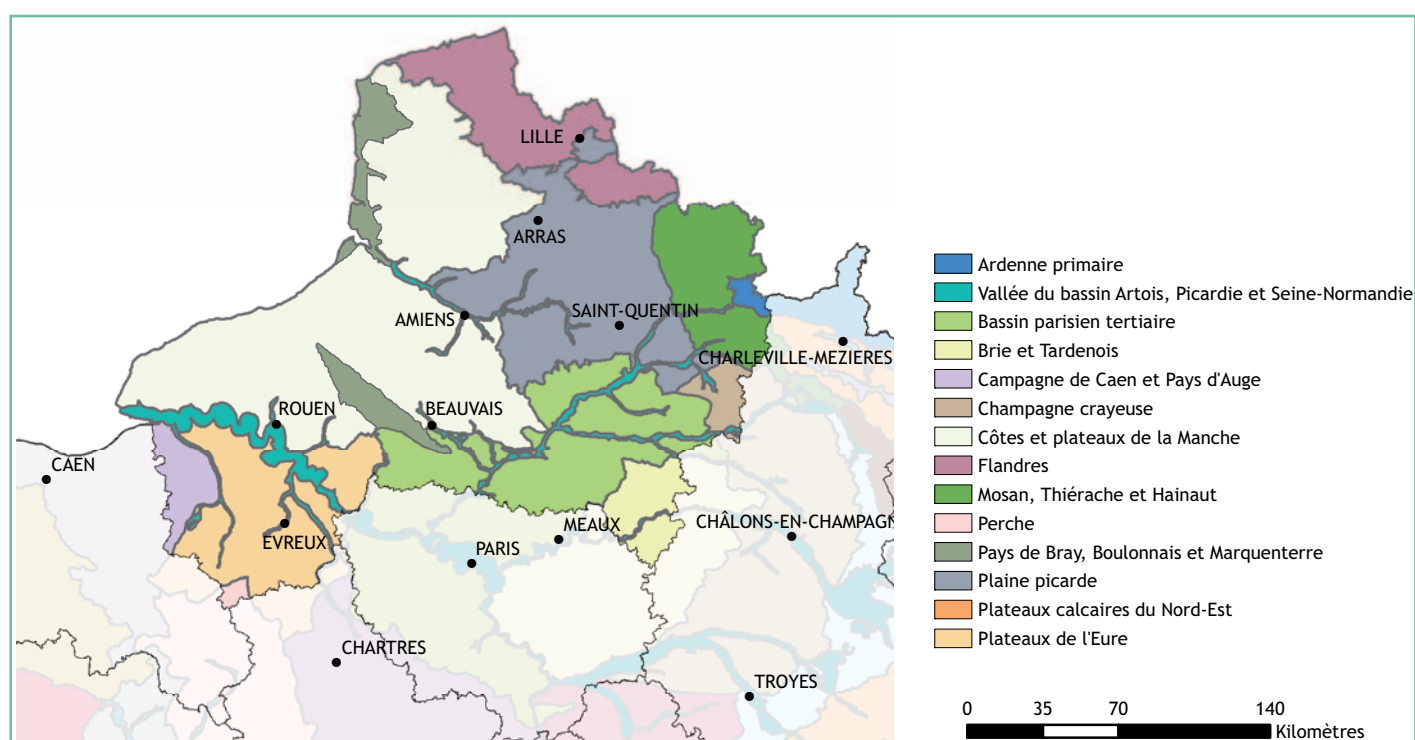 LILLE
ARRAS
AMIENS
SAINT-QUENTIN
CHARLEVILLE-MEZIERES
ROUEN
BEAUVAIS
CAEN
EVREUX
PARIS
MEAUX
CHÂLONS-EN-CHAMPAGN
CHARTRES
TROYES
Ardenne primaire
Vallée du bassin Artois, Picardie et Seine-Normandie
Bassin parisien tertiaire
Brie et Tardenois
Campagne de Caen et Pays d'Auge
Champagne crayeuse
Côtes et plateaux de la Manche
Flandres
Mosan, Thiérache et Hainaut
Perche
Pays de Bray, Boulonnais et Marquenterre
Plaine picarde
Plateaux calcaires du Nord-Est
Plateaux de l'Eure
0 35 70 140
Kilomètres